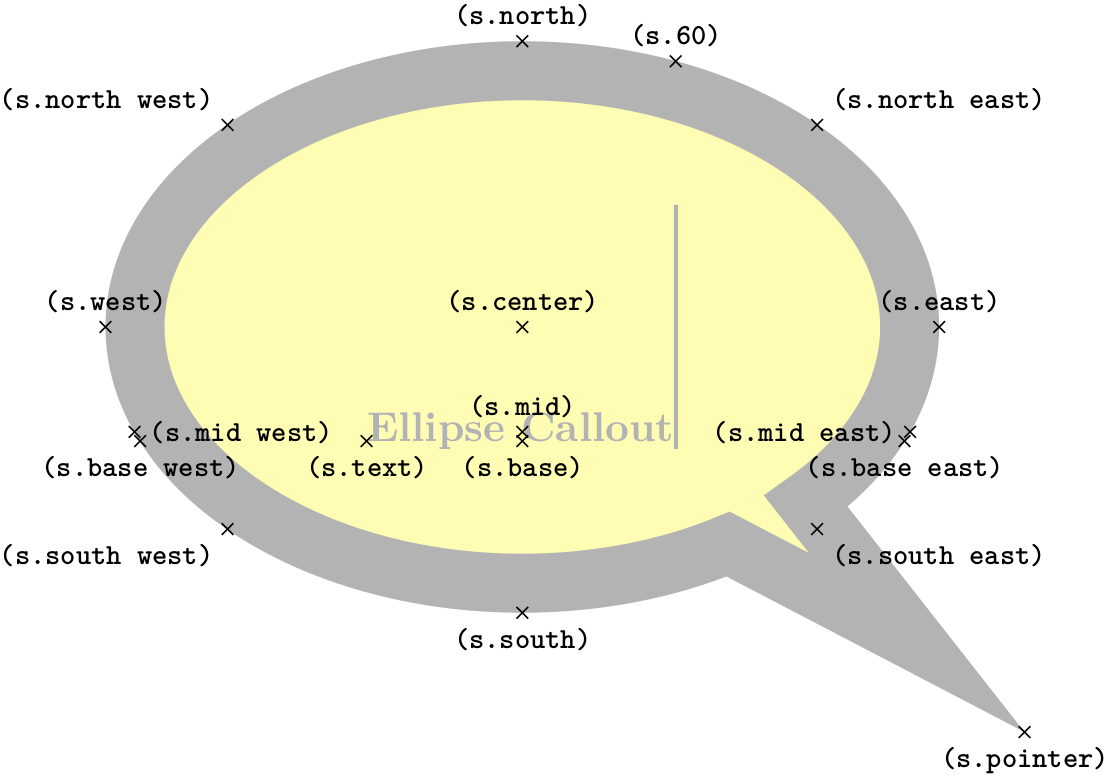 (s.north)
(s.60)
(s.north west)
(s.north east)
(s.west)
(s.center)
(s.east)
(s.mid)
Ellipse Callout
(s.mid west)
(s.mid east)
(s.base west)
(s.text)
(s.base)
(s.base east)
(s.south west)
(s.south east)
(s.south)
(s.pointer)